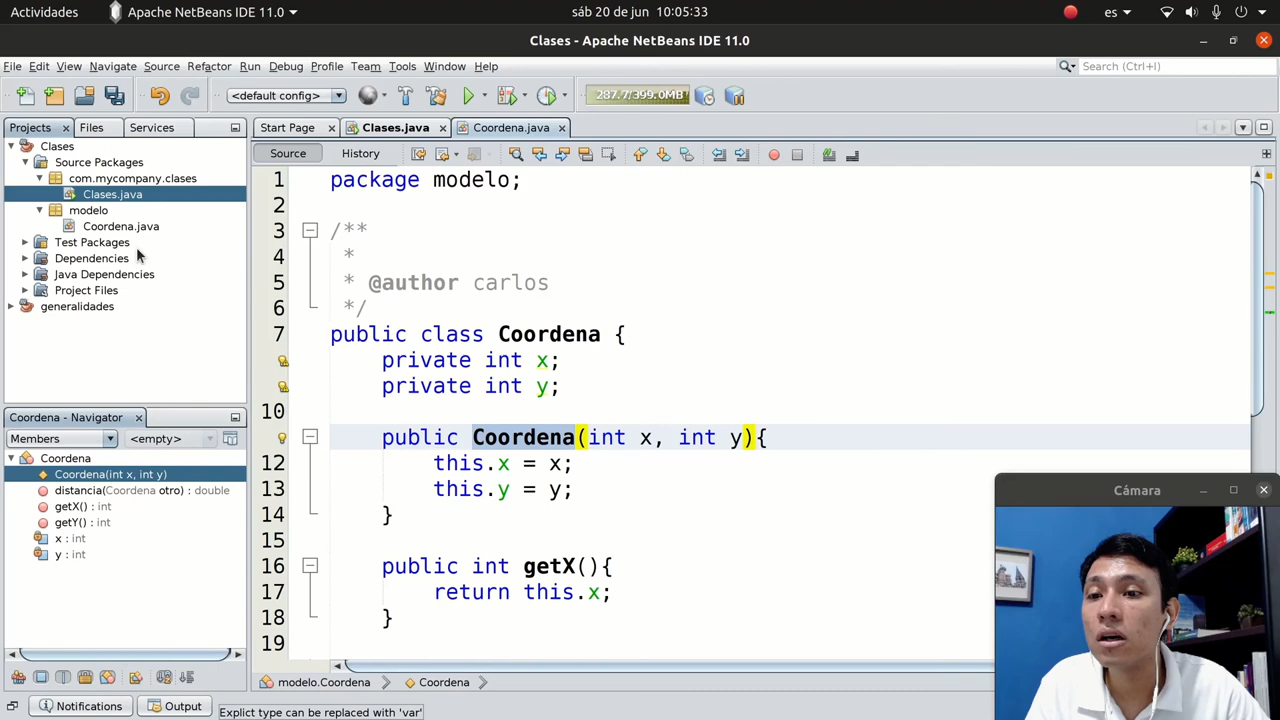 Actividades Apache NetBeans IDE 11.0 sáb 20 de jun 10:05:33 es
Clases - Apache NetBeans IDE 11.0
File Edit View Navigate Source Refactor Run Debug Profile Team Tools Window Help Search (Ctrl+I)
<default config> 287.7/399.0MB
Projects Files Services Start Page Clases.java Coordena.java
Source History
Clases
Source Packages
com.mycompany.clases
Clases.java
modelo
Coordena.java
Test Packages
Dependencies
Java Dependencies
Project Files
generalidades
Coordena - Navigator
Members <empty>
Coordena
Coordena(int x, int y)
distancia(Coordena otro) : double
getX() : int
getY() : int
x : int
y : int
1 package modelo;
2
3 /**
4 *
5 * @author carlos
6 */
7 public class Coordena {
private int x;
private int y;
10
public Coordena(int x, int y){
12 this.x = x;
13 this.y = y;
14 }
15
16 public int getX(){
17 return this.x;
18 }
19
modelo.Coordena Coordena
Notifications Output Explict type can be replaced with 'var'
Cámara